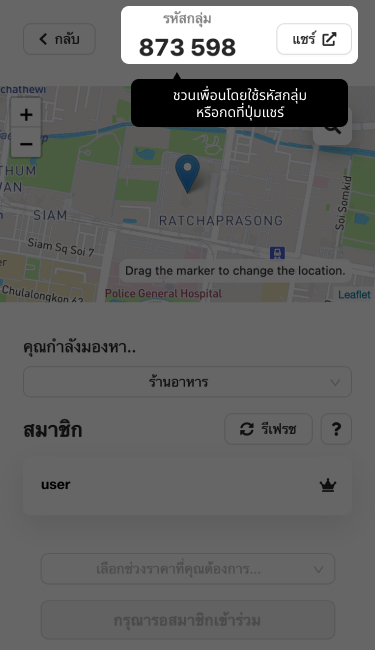 รหัสกลุ่ม
กลับ
873 598
แชร์
ชวนเพื่อนโดยใช้รหัสกลุ่ม
หรือกดที่ปุ่มแชร์
chathewi
+
−
THUM
WAN
SIAM
RATCHAPRASONG
Soi Somkid
Siam Sq Soi 7
Drag the marker to change the location.
Chulalongkon 62
Police General Hospital
Leaflet
คุณกำลังมองหา..
ร้านอาหาร
สมาชิก
รีเฟรช
?
user
เลือกช่วงราคาที่คุณต้องการ...
กรุณารอสมาชิกเข้าร่วม